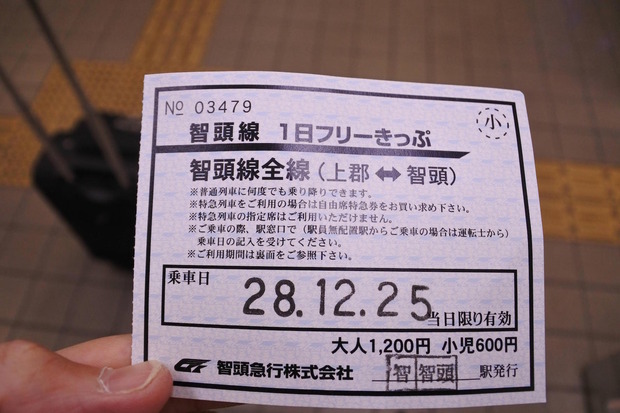 No 03479
小
智頭線 1日フリーきっぷ
智頭線全線(上郡⬌智頭)
※普通列車に何度でも乗り降りできます。
※特急列車をご利用の場合は自由席特急券をお買い求め下さい。
※特急列車の指定席はご利用いただけません。
※ご乗車の際、駅窓口で(駅員無配置駅からご乗車の場合は運転士から)
乗車日の記入を受けてください。
※ご利用期間は裏面をご参照下さい。
乗車日
28.12.25
当日限り有効
大人1,200円 小児600円
智頭急行株式会社 智 智頭 駅発行